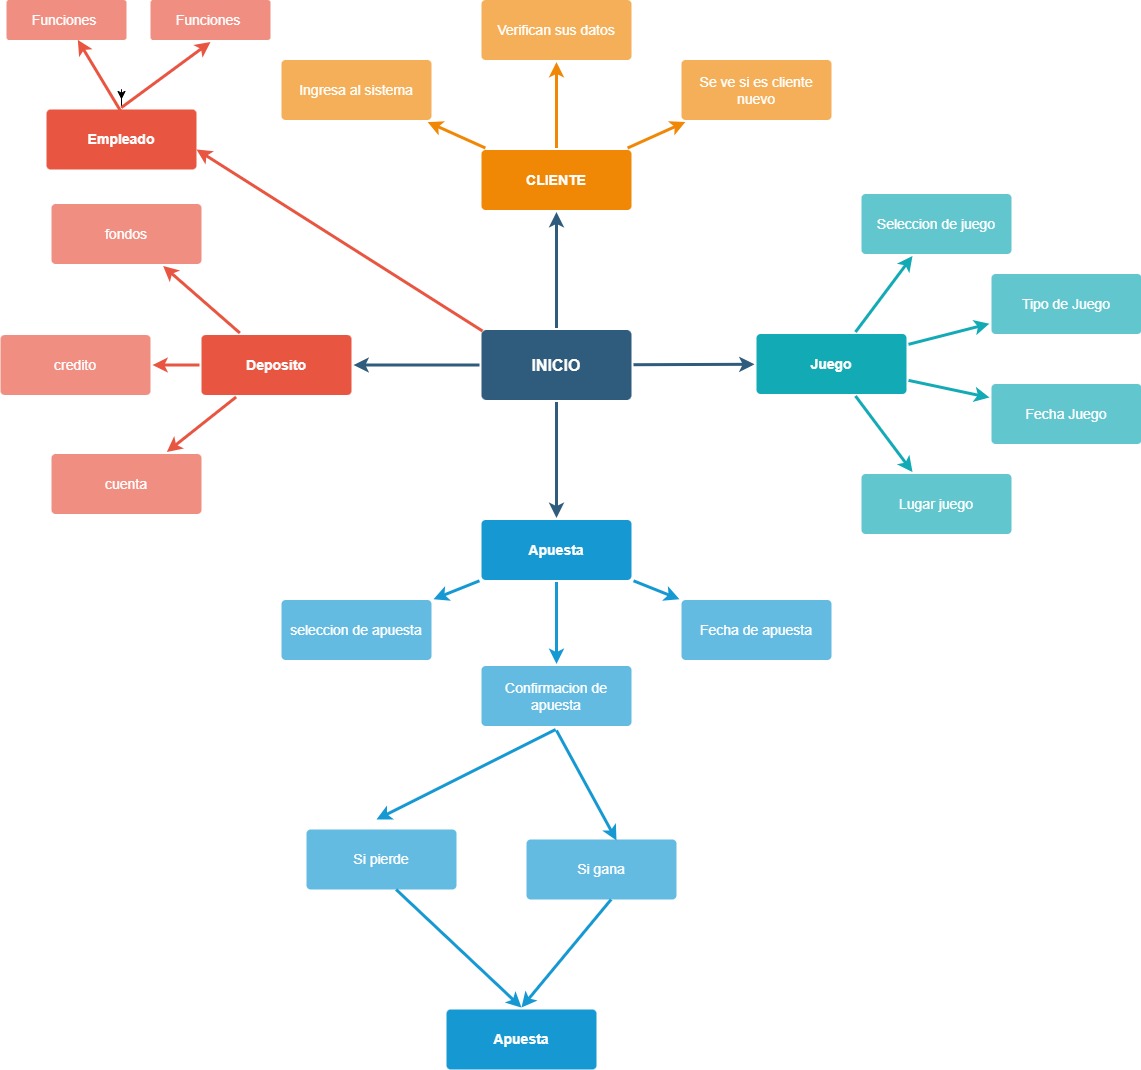 Funciones
Funciones
Verifican sus datos
Ingresa al sistema
Se ve si es cliente
nuevo
Empleado
CLIENTE
fondos
Seleccion de juego
Tipo de Juego
credito
Deposito
INICIO
Juego
Fecha Juego
cuenta
Lugar juego
Apuesta
seleccion de apuesta
Fecha de apuesta
Confirmacion de
apuesta
Si pierde
Si gana
Apuesta